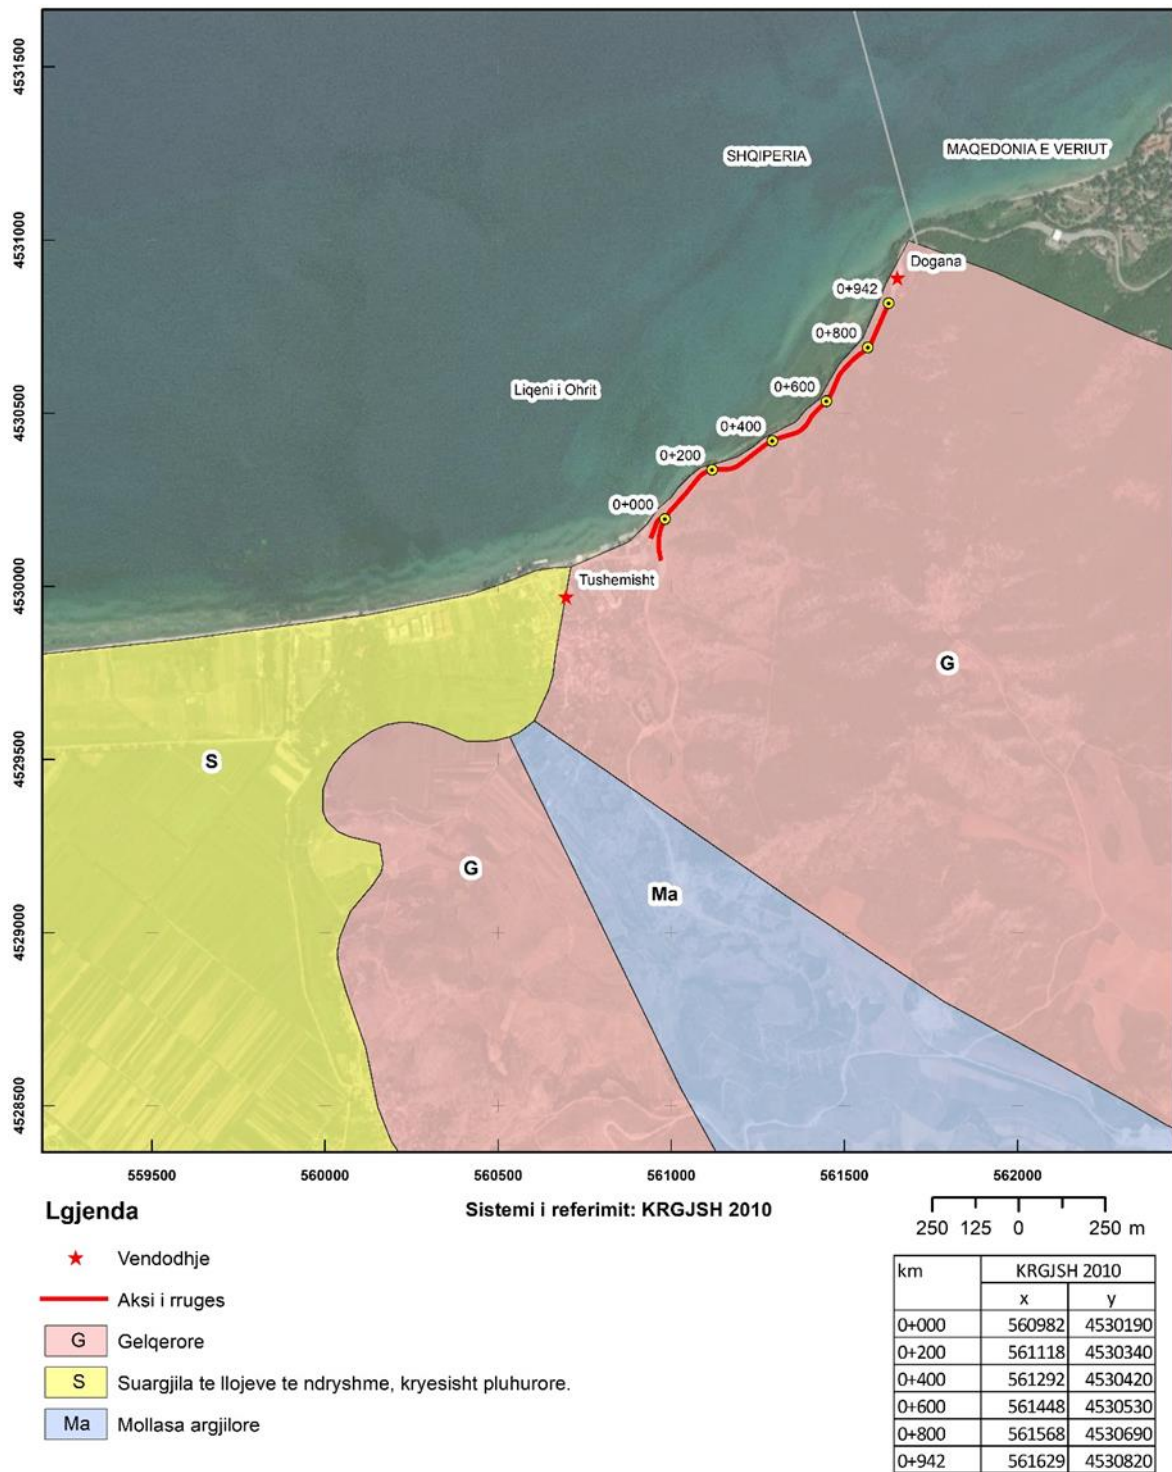 4531500
4531000
4530500
4530000
4529500
4529000
4528500
SHQIPERIA
MAQEDONIA E VERIUT
Dogana
0+942
0+800
0+600
0+400
0+200
0+000
Liqeni i Ohrit
Tushemisht
G
S
G
Ma
559500 560000 560500 561000 561500 562000
Lgjenda
Sistemi i referimit: KRGJSH 2010
250 125 0 250 m
Vendodhje
Aksi i rruges
G Gelqerore
S Suargjila te llojeve te ndryshme, kryesisht pluhurore.
Ma Mollasa argjilore
km KRGJSH 2010
x y
0+000 560982 4530190
0+200 561118 4530340
0+400 561292 4530420
0+600 561448 4530530
0+800 561568 4530690
0+942 561629 4530820